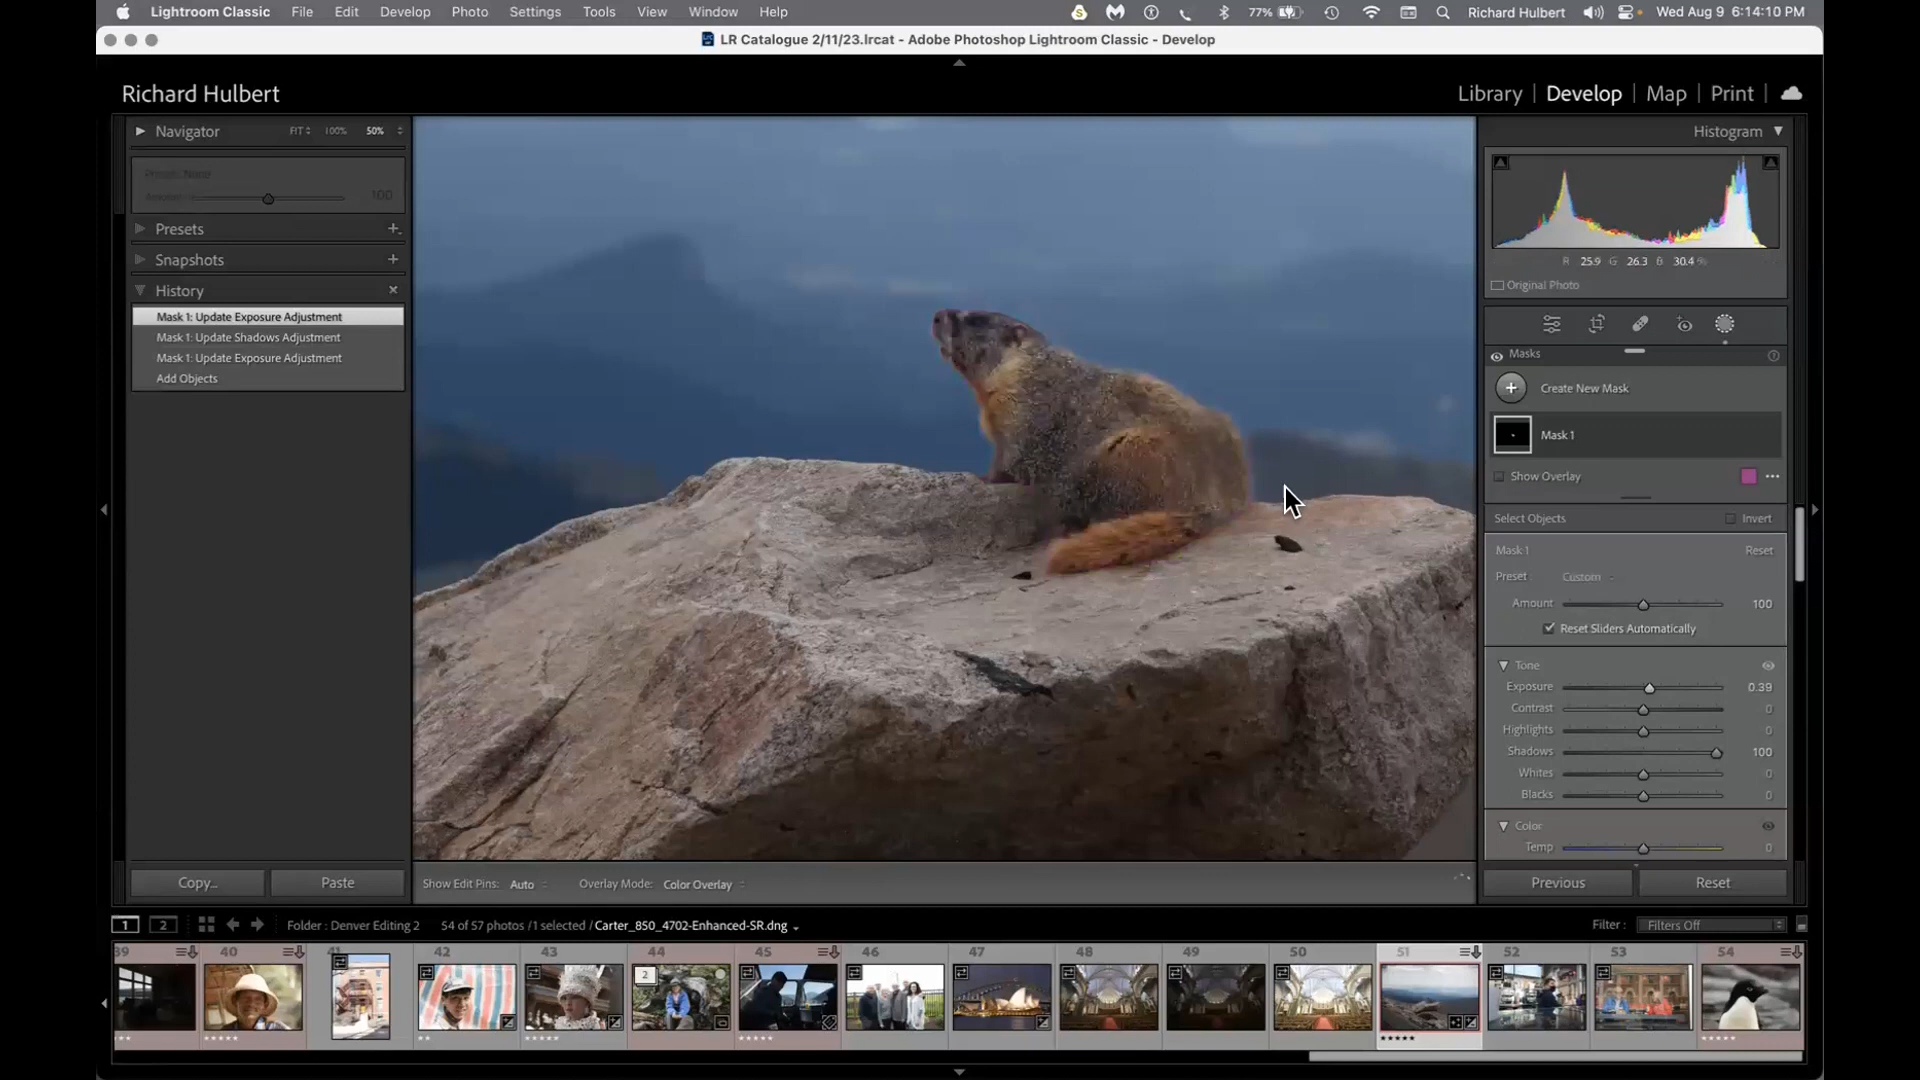 Lightroom Classic File Edit Develop Photo Settings Tools View Window Help 77% Richard Hulbert Wed Aug 9 6:14:10 PM
LR Catalogue 2/11/23.lrcat - Adobe Photoshop Lightroom Classic - Develop
Richard Hulbert Library | Develop | Map | Print |
Navigator FIT 100% 50%
Histogram
100
Presets
Snapshots
R 25.9 G 26.3 B 30.4 %
Original Photo
History
Mask 1: Update Exposure Adjustment
Mask 1: Update Shadows Adjustment
Mask 1: Update Exposure Adjustment
Add Objects
Masks
Create New Mask
Mask 1
Show Overlay
Select Objects Invert
Mask 1 Reset
Preset Custom
Amount 100
Reset Sliders Automatically
Tone
Exposure 0.39
Contrast 0
Highlights 0
Shadows 100
Whites 0
Blacks 0
Color
Temp 0
Copy... Paste
Show Edit Pins: Auto Overlay Mode: Color Overlay
Previous Reset
1 2 Folder : Denver Editing 2 54 of 57 photos /1 selected / Carter_850_4702-Enhanced-SR.dng Filter : Filters Off
39 40 41 42 43 44 45 46 47 48 49 50 51 52 53 54
2